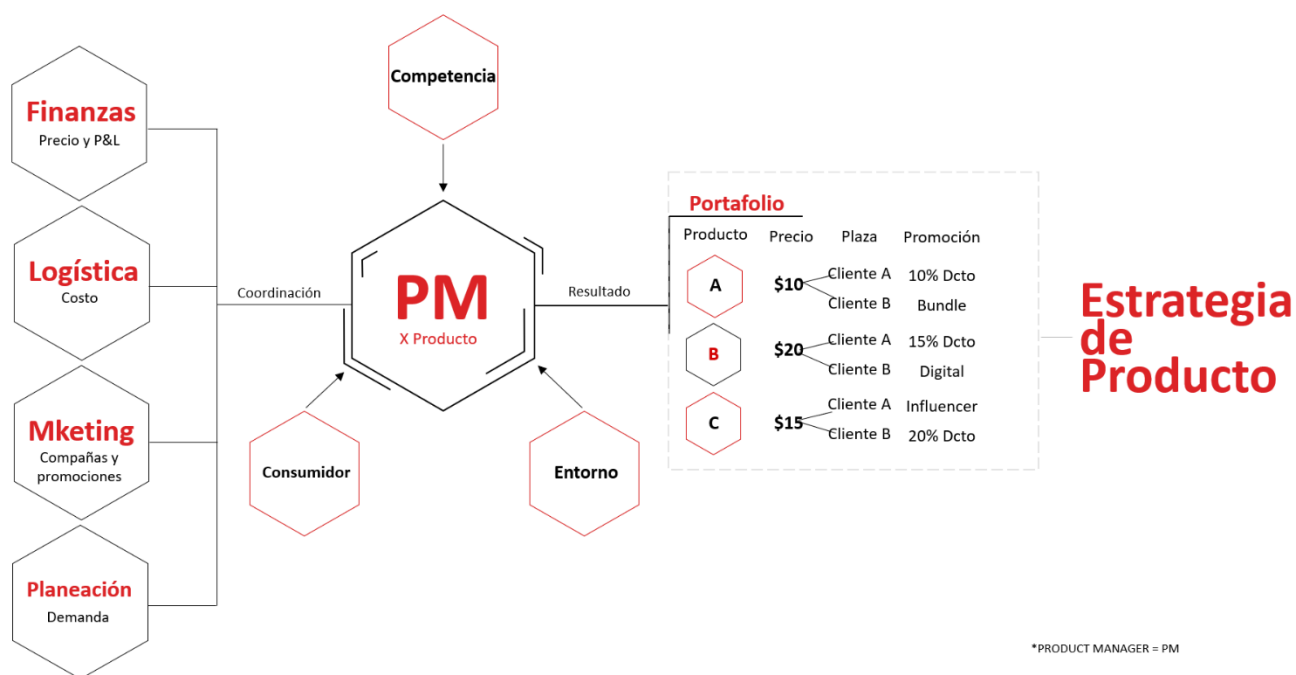 Competencia
Finanzas
Precio y P&L
Logística
Costo
Mketing
Compañas y
promociones
Planeación
Demanda
Coordinación
PM
X Producto
Consumidor
Entorno
Resultado
Portafolio
Producto Precio Plaza Promoción
A $10 Cliente A 10% Dcto
Cliente B Bundle
B $20 Cliente A 15% Dcto
Cliente B Digital
C $15 Cliente A Influencer
Cliente B 20% Dcto
Estrategia
de
Producto
*PRODUCT MANAGER = PM